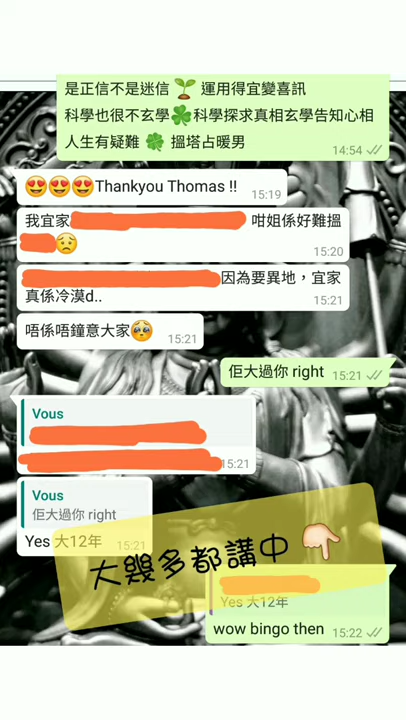 是正信不是迷信🌱 運用得宜變喜訊
科學也很不玄學🍀科學探求真相玄學告知心相
人生有疑難 🍀 搵塔占暖男
14:54
😍😍😍Thankyou Thomas !!
15:19
我宜家 咁姐係好難搵
😟
15:20
因為要異地，宜家
真係冷漠d..
15:21
唔係唔鐘意大家🥺
15:21
佢大過你 right
15:21
Vous
15:21
Vous
佢大過你 right
Yes 大12年
15:21
大幾多都講中👇🏻
Yes 大12年
wow bingo then
15:22